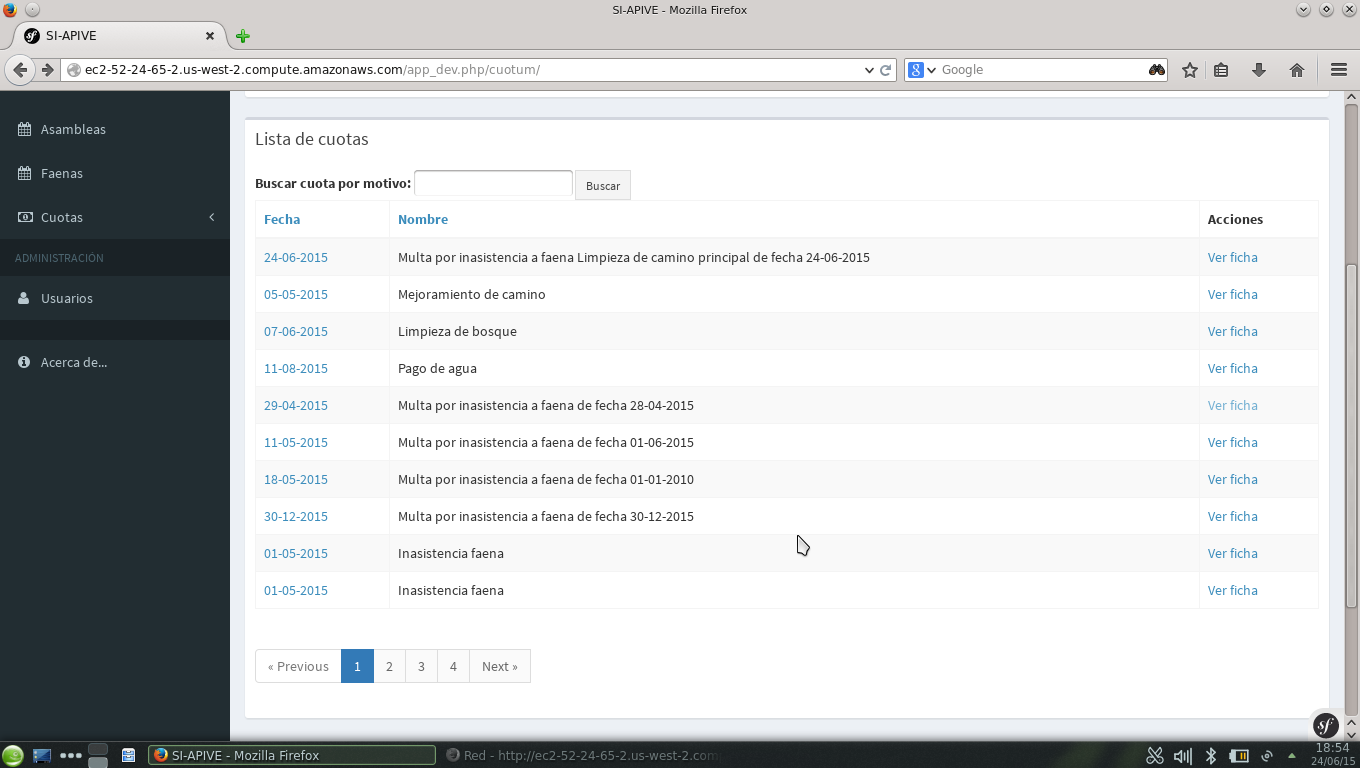 SI-APIVE - Mozilla Firefox
SI-APIVE
ec2-52-24-65-2.us-west-2.compute.amazonaws.com/app_dev.php/cuotum/
Google
Asambleas
Faenas
Cuotas
ADMINISTRACIÓN
Usuarios
Acerca de...
Lista de cuotas
Buscar cuota por motivo: Buscar
Fecha Nombre Acciones
24-06-2015 Multa por inasistencia a faena Limpieza de camino principal de fecha 24-06-2015 Ver ficha
05-05-2015 Mejoramiento de camino Ver ficha
07-06-2015 Limpieza de bosque Ver ficha
11-08-2015 Pago de agua Ver ficha
29-04-2015 Multa por inasistencia a faena de fecha 28-04-2015 Ver ficha
11-05-2015 Multa por inasistencia a faena de fecha 01-06-2015 Ver ficha
18-05-2015 Multa por inasistencia a faena de fecha 01-01-2010 Ver ficha
30-12-2015 Multa por inasistencia a faena de fecha 30-12-2015 Ver ficha
01-05-2015 Inasistencia faena Ver ficha
01-05-2015 Inasistencia faena Ver ficha
« Previous 1 2 3 4 Next »
sf
SI-APIVE - Mozilla Firefox
Red - http://ec2-52-24-65-2.us-west-2.com
18:54
24/06/15